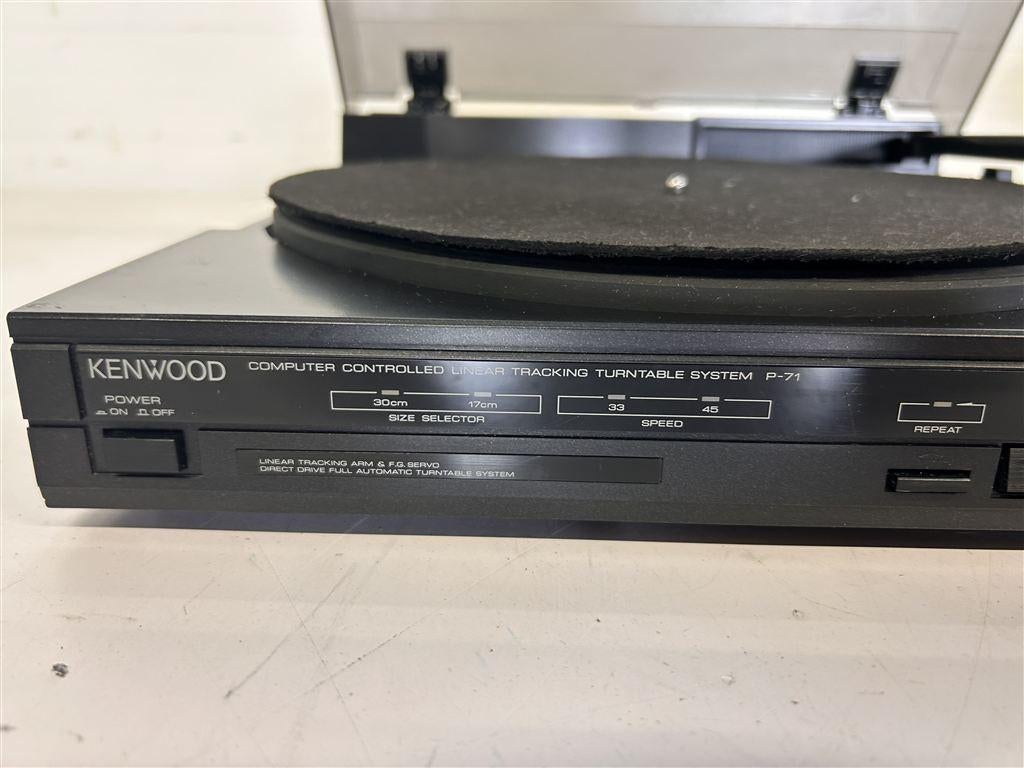 KENWOOD COMPUTER CONTROLLED LINEAR TRACKING TURNTABLE SYSTEM P-71
POWER
ON OFF
30cm 17cm
SIZE SELECTOR
33 45
SPEED
REPEAT
LINEAR TRACKING ARM & F.G. SERVO
DIRECT DRIVE FULL AUTOMATIC TURNTABLE SYSTEM